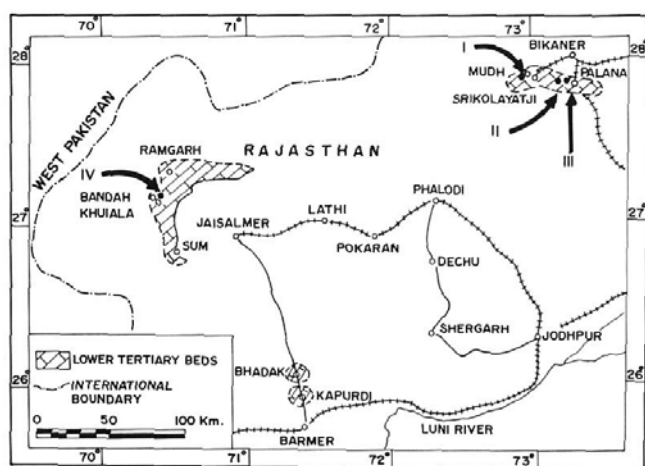 70° 71° 72° 73°
28° 28°
I
BIKANER
MUDH
PALANA
SRIKOLAYATJI
II
III
WEST PAKISTAN
RAMGARH
RAJASTHAN
IV
BANDAH
KHUIALA
PHALODI
LATHI
27° 27°
JAISALMER
POKARAN
SUM
DECHU
SHERGARH
JODHPUR
LOWER TERTIARY BEDS
BHADAK
INTERNATIONAL
BOUNDARY
26° 26°
KAPURDI
0 50 100 Km.
LUNI RIVER
BARMER
70° 71° 72° 73°